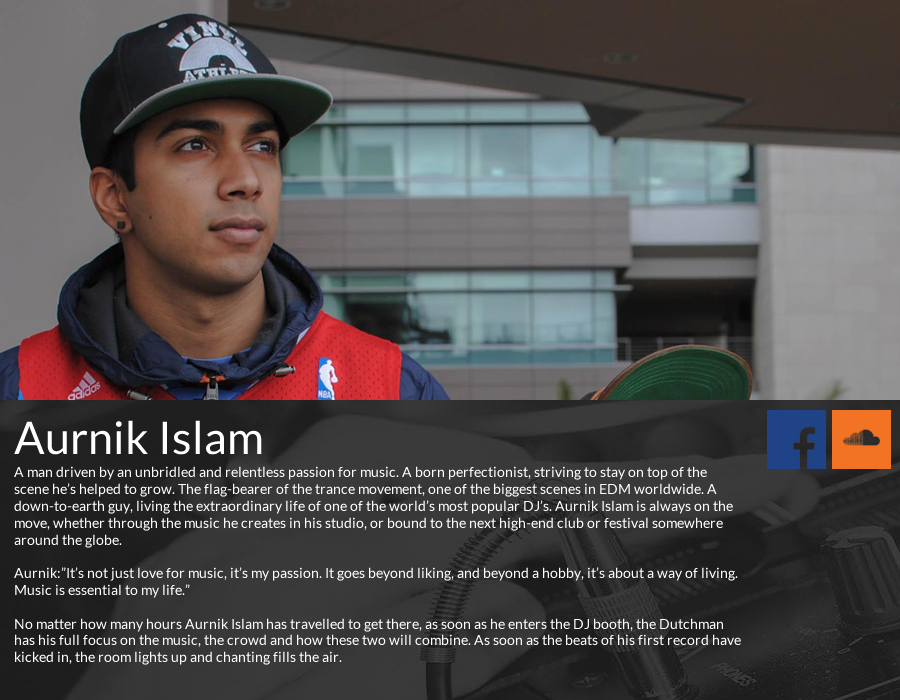 VINYL
ATHLE
adidas
NBA
Aurnik Islam
A man driven by an unbridled and relentless passion for music. A born perfectionist, striving to stay on top of the
scene he's helped to grow. The flag-bearer of the trance movement, one of the biggest scenes in EDM worldwide. A
down-to-earth guy, living the extraordinary life of one of the world's most popular DJ's. Aurnik Islam is always on the
move, whether through the music he creates in his studio, or bound to the next high-end club or festival somewhere
around the globe.
Aurnik:"It's not just love for music, it's my passion. It goes beyond liking, and beyond a hobby, it's about a way of living.
Music is essential to my life."
No matter how many hours Aurnik Islam has travelled to get there, as soon as he enters the DJ booth, the Dutchman
has his full focus on the music, the crowd and how these two will combine. As soon as the beats of his first record have
kicked in, the room lights up and chanting fills the air.
PHONES